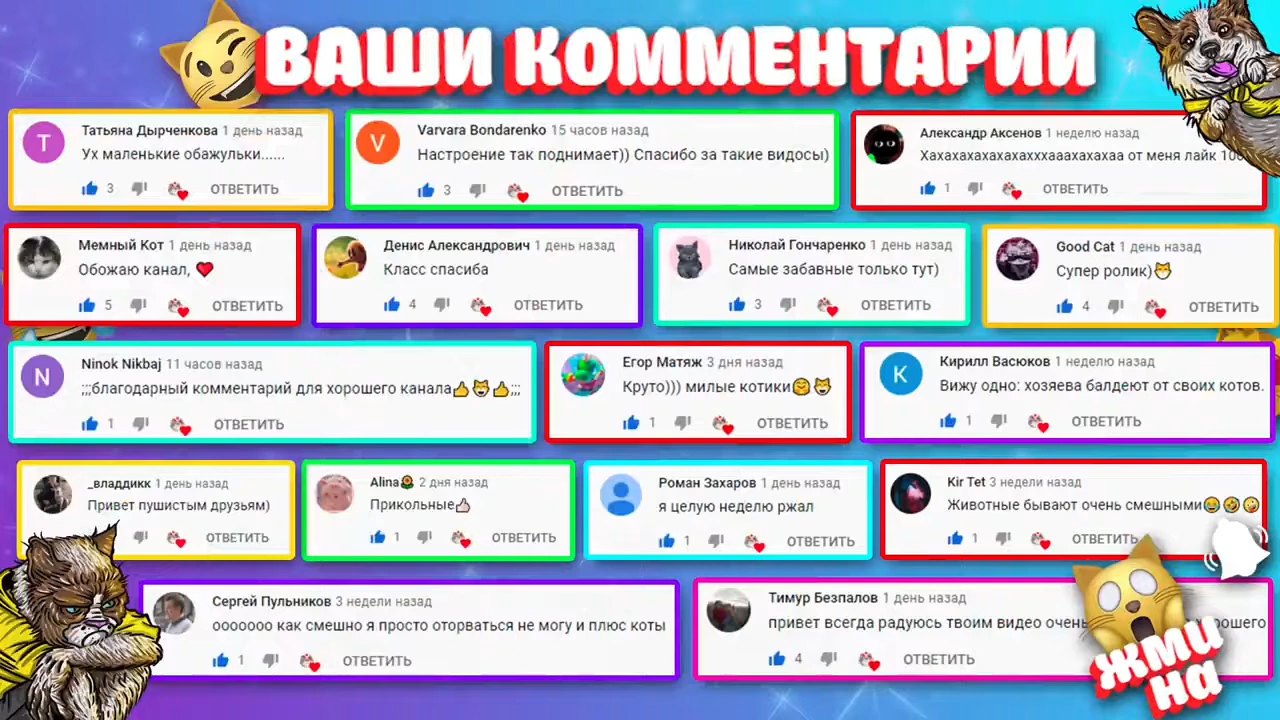 ВАШИ КОММЕНТАРИИ
Т
Татьяна Дырченкова 1 день назад
Ух маленькие обажульки......
3 ОТВЕТИТЬ
V
Varvara Bondarenko 15 часов назад
Настроение так поднимает)) Спасибо за такие видосы)
3 ОТВЕТИТЬ
Александр Аксенов 1 неделю назад
Хахахахахахахахххааахахахаа от меня лайк
1 ОТВЕТИТЬ
Мемный Кот 1 день назад
Обожаю канал, ❤
5 ОТВЕТИТЬ
Денис Александрович 1 день назад
Класс спасиба
4 ОТВЕТИТЬ
Николай Гончаренко 1 день назад
Самые забавные только тут)
3 ОТВЕТИТЬ
Good Cat 1 день назад
Супер ролик)
4 ОТВЕТИТЬ
N
Ninok Nikbaj 11 часов назад
;;;благодарный комментарий для хорошего канала👍😻👍;;;
1 ОТВЕТИТЬ
Егор Матяж 3 дня назад
Круто))) милые котики🤗😻
1 ОТВЕТИТЬ
К
Кирилл Васюков 1 неделю назад
Вижу одно: хозяева балдеют от своих котов.
1 ОТВЕТИТЬ
_владдикк 1 день назад
Привет пушистым друзьям)
ОТВЕТИТЬ
Alina🌻 2 дня назад
Прикольные👍
1 ОТВЕТИТЬ
Роман Захаров 1 день назад
я целую неделю ржал
1 ОТВЕТИТЬ
Kir Tet 3 недели назад
Животные бывают очень смешными😂🤣🤪
1 ОТВЕТИТЬ
Сергей Пульников 3 недели назад
ооооооо как смешно я просто оторваться не могу и плюс коты
1 ОТВЕТИТЬ
Тимур Безпалов 1 день назад
привет всегда радуюсь твоим видео очень
4 ОТВЕТИТЬ
ЖМИ
НА